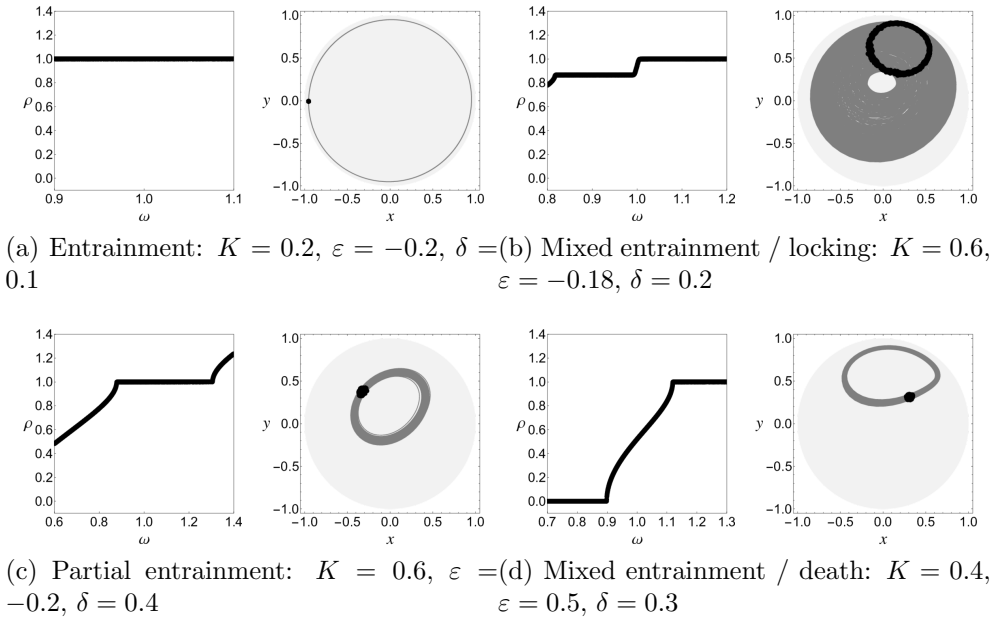 1.4
1.2
1.0
ρ 0.8
0.6
0.4
0.2
0.0
0.9 1.0 1.1
ω
1.0
0.5
y 0.0
−0.5
−1.0
−1.0 −0.5 0.0 0.5 1.0
x
1.4
1.2
1.0
ρ 0.8
0.6
0.4
0.2
0.0
0.8 0.9 1.0 1.1 1.2
ω
1.0
0.5
y 0.0
−0.5
−1.0
−1.0 −0.5 0.0 0.5 1.0
x
(a) Entrainment: K = 0.2, ε = −0.2, δ =
0.1
(b) Mixed entrainment / locking: K = 0.6,
ε = −0.18, δ = 0.2
1.4
1.2
1.0
ρ 0.8
0.6
0.4
0.2
0.0
0.6 0.8 1.0 1.2 1.4
ω
1.0
0.5
y 0.0
−0.5
−1.0
−1.0 −0.5 0.0 0.5 1.0
x
1.4
1.2
1.0
ρ 0.8
0.6
0.4
0.2
0.0
0.7 0.8 0.9 1.0 1.1 1.2 1.3
ω
1.0
0.5
y 0.0
−0.5
−1.0
−1.0 −0.5 0.0 0.5 1.0
x
(c) Partial entrainment: K = 0.6, ε =
−0.2, δ = 0.4
(d) Mixed entrainment / death: K = 0.4,
ε = 0.5, δ = 0.3